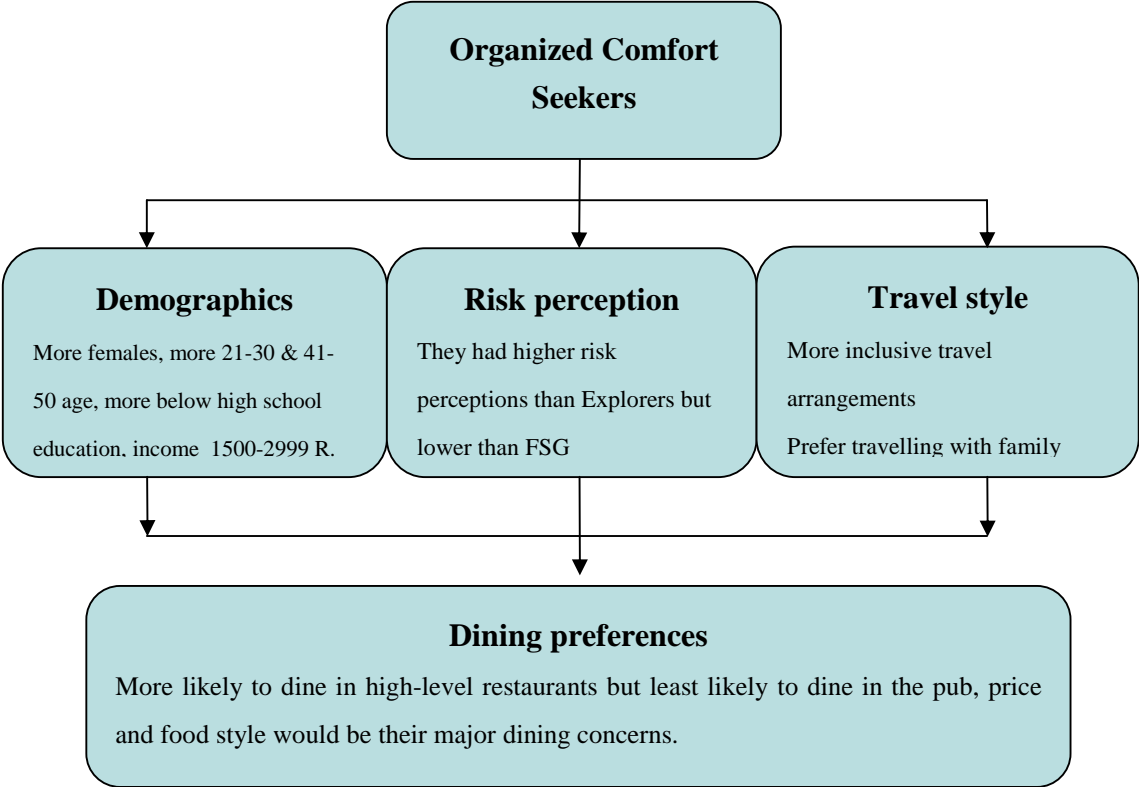 Organized Comfort
Seekers
Demographics
More females, more 21-30 & 41-
50 age, more below high school
education, income 1500-2999 R.
Risk perception
They had higher risk
perceptions than Explorers but
lower than FSG
Travel style
More inclusive travel
arrangements
Prefer travelling with family
Dining preferences
More likely to dine in high-level restaurants but least likely to dine in the pub, price
and food style would be their major dining concerns.